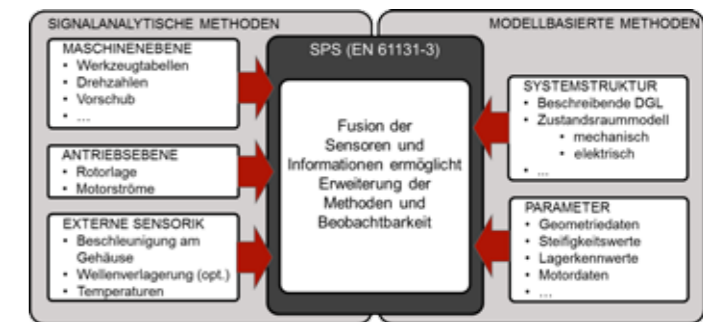 SIGNALANALYTISCHE METHODEN
MASCHINENEBENE
• Werkzeugtabellen
• Drehzahlen
• Vorschub
• ...
ANTRIEBSEBENE
• Rotorlage
• Motorströme
EXTERNE SENSORIK
• Beschleunigung am
Gehäuse
• Wellenverlagerung (opt.)
• Temperaturen
SPS (EN 61131-3)
Fusion der
Sensoren und
Informationen ermöglicht
Erweiterung der
Methoden und
Beobachtbarkeit
MODELLBASIERTE METHODEN
SYSTEMSTRUKTUR
• Beschreibende DGL
• Zustandsraummodell
• mechanisch
• elektrisch
• ...
PARAMETER
• Geometriedaten
• Steifigkeitswerte
• Lagerkennwerte
• Motordaten
• ...